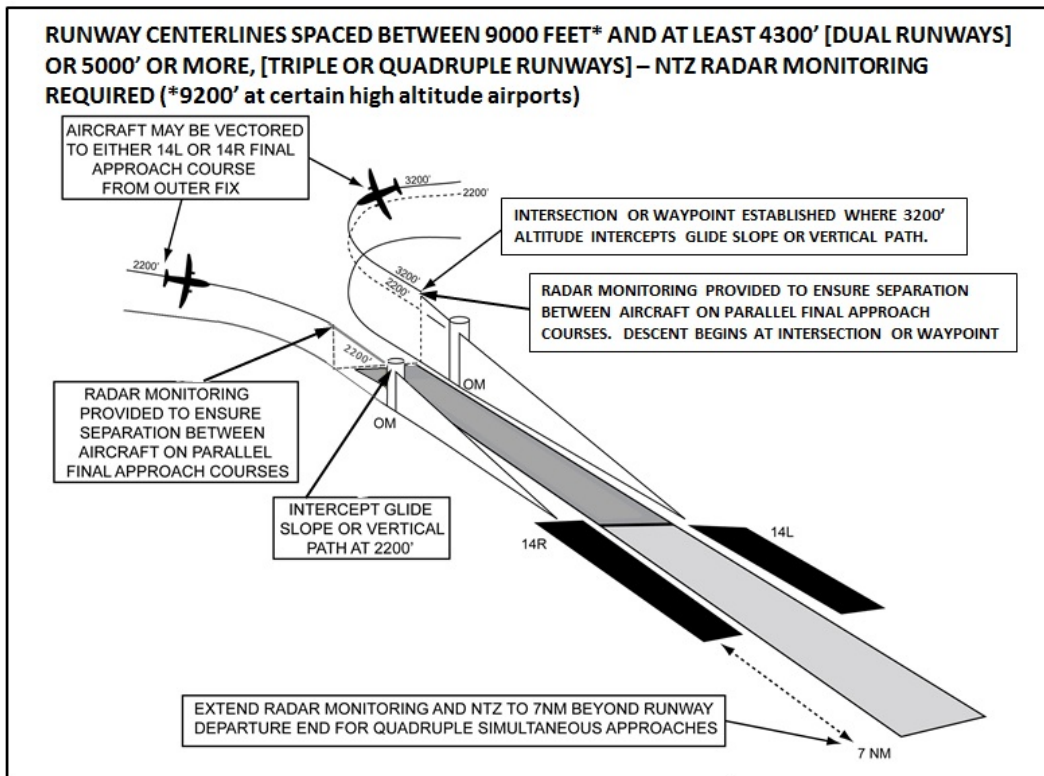 RUNWAY CENTERLINES SPACED BETWEEN 9000 FEET* AND AT LEAST 4300' [DUAL RUNWAYS]
OR 5000' OR MORE, [TRIPLE OR QUADRUPLE RUNWAYS] – NTZ RADAR MONITORING
REQUIRED (*9200' at certain high altitude airports)
AIRCRAFT MAY BE VECTORED
TO EITHER 14L OR 14R FINAL
APPROACH COURSE
FROM OUTER FIX
3200'
2200'
INTERSECTION OR WAYPOINT ESTABLISHED WHERE 3200'
ALTITUDE INTERCEPTS GLIDE SLOPE OR VERTICAL PATH.
2200'
3200'
2200'
RADAR MONITORING PROVIDED TO ENSURE SEPARATION
BETWEEN AIRCRAFT ON PARALLEL FINAL APPROACH
COURSES. DESCENT BEGINS AT INTERSECTION OR WAYPOINT
2200'
OM
RADAR MONITORING
PROVIDED TO ENSURE
SEPARATION BETWEEN
AIRCRAFT ON PARALLEL
FINAL APPROACH COURSES
OM
INTERCEPT GLIDE
SLOPE OR VERTICAL
PATH AT 2200'
14R
14L
EXTEND RADAR MONITORING AND NTZ TO 7NM BEYOND RUNWAY
DEPARTURE END FOR QUADRUPLE SIMULTANEOUS APPROACHES
7 NM